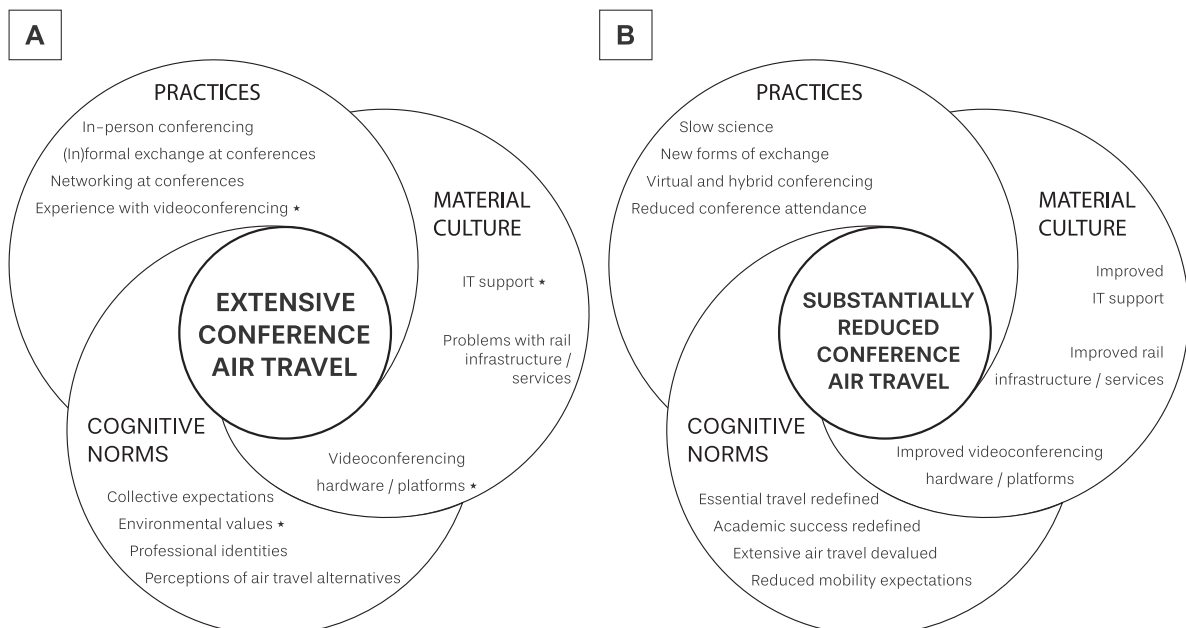 A
PRACTICES
In-person conferencing
(In)formal exchange at conferences
Networking at conferences
Experience with videoconferencing ★
MATERIAL
CULTURE
IT support ★
Problems with rail
infrastructure /
services
Videoconferencing
hardware / platforms ★
EXTENSIVE
CONFERENCE
AIR TRAVEL
COGNITIVE
NORMS
Collective expectations
Environmental values ★
Professional identities
Perceptions of air travel alternatives
B
PRACTICES
Slow science
New forms of exchange
Virtual and hybrid conferencing
Reduced conference attendance
MATERIAL
CULTURE
Improved
IT support
Improved rail
infrastructure / services
Improved videoconferencing
hardware / platforms
SUBSTANTIALLY
REDUCED
CONFERENCE
AIR TRAVEL
COGNITIVE
NORMS
Essential travel redefined
Academic success redefined
Extensive air travel devalued
Reduced mobility expectations